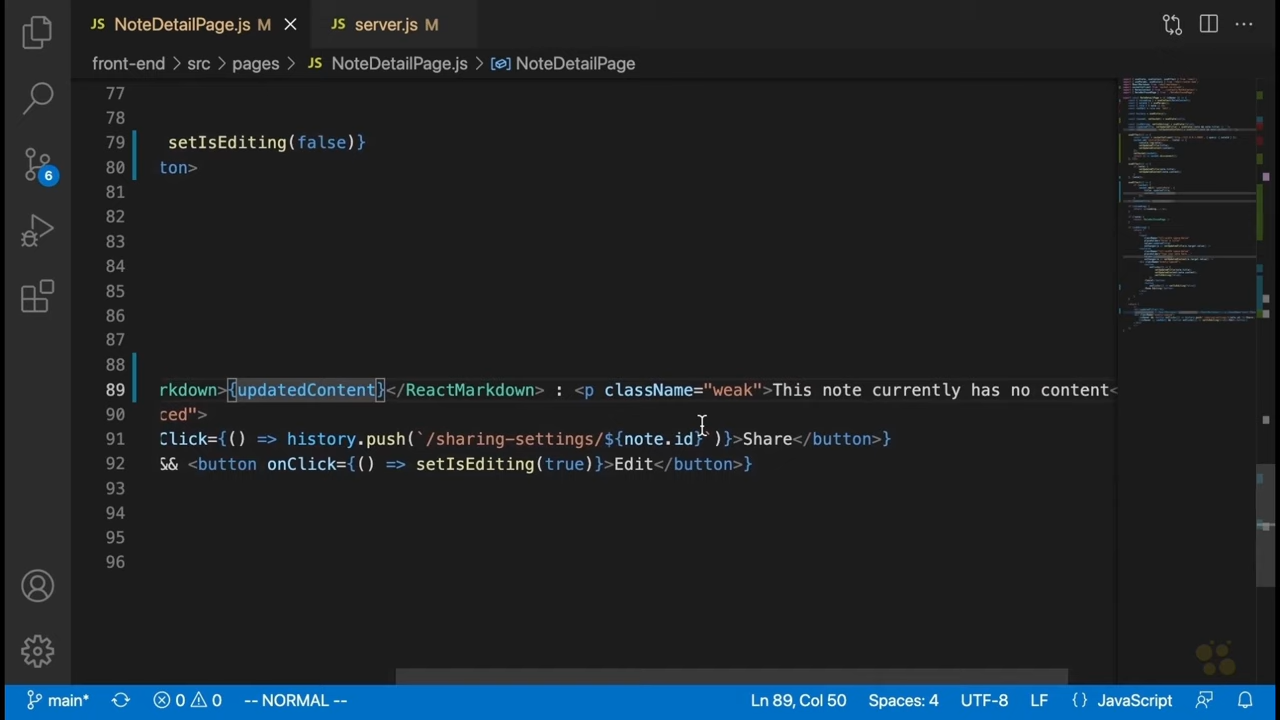 JS NoteDetailPage.js M
JS server.js M
front-end > src > pages > JS NoteDetailPage.js > NoteDetailPage
77
78
79 setIsEditing(false)}
80 ton>
81
82
83
84
85
86
87
88
89 rkdown>{updatedContent}</ReactMarkdown> : <p className="weak">This note currently has no content<
90 ced">
91 Click={() => history.push(`/sharing-settings/${note.id}`)}>Share</button>}
92 && <button onClick={() => setIsEditing(true)}>Edit</button>}
93
94
95
96
6
main* 0 0 -- NORMAL -- Ln 89, Col 50 Spaces: 4 UTF-8 LF {} JavaScript